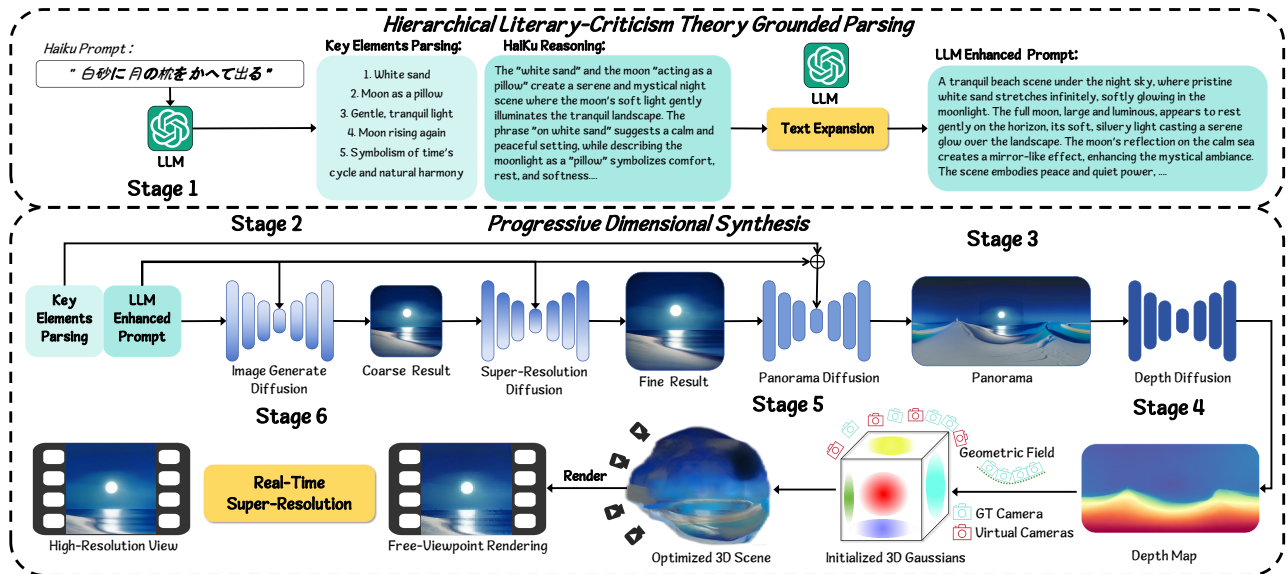 Hierarchical Literary-Criticism Theory Grounded Parsing
Haiku Prompt :
" 白砂に 月の枕を かへて出る "
LLM
Stage 1
Key Elements Parsing:
1. White sand
2. Moon as a pillow
3. Gentle, tranquil light
4. Moon rising again
5. Symbolism of time's
cycle and natural harmony
HaiKu Reasoning:
The "white sand" and the moon "acting as a
pillow" create a serene and mystical night
scene where the moon's soft light gently
illuminates the tranquil landscape. The
phrase "on white sand" suggests a calm and
peaceful setting, while describing the
moonlight as a "pillow" symbolizes comfort,
rest, and softness....
LLM
Text Expansion
LLM Enhanced Prompt:
A tranquil beach scene under the night sky, where pristine
white sand stretches infinitely, softly glowing in the
moonlight. The full moon, large and luminous, appears to rest
gently on the horizon, its soft, silvery light casting a serene
glow over the landscape. The moon's reflection on the calm sea
creates a mirror-like effect, enhancing the mystical ambiance.
The scene embodies peace and quiet power, ....
Progressive Dimensional Synthesis
Stage 2
Stage 3
Key
Elements
Parsing
LLM
Enhanced
Prompt
Image Generate
Diffusion
Coarse Result
Super-Resolution
Diffusion
Fine Result
Panorama Diffusion
Panorama
Depth Diffusion
Stage 6
Stage 5
Stage 4
High-Resolution View
Real-Time
Super-Resolution
Free-Viewpoint Rendering
Render
Optimized 3D Scene
Initialized 3D Gaussians
Geometric Field
GT Camera
Virtual Cameras
Depth Map